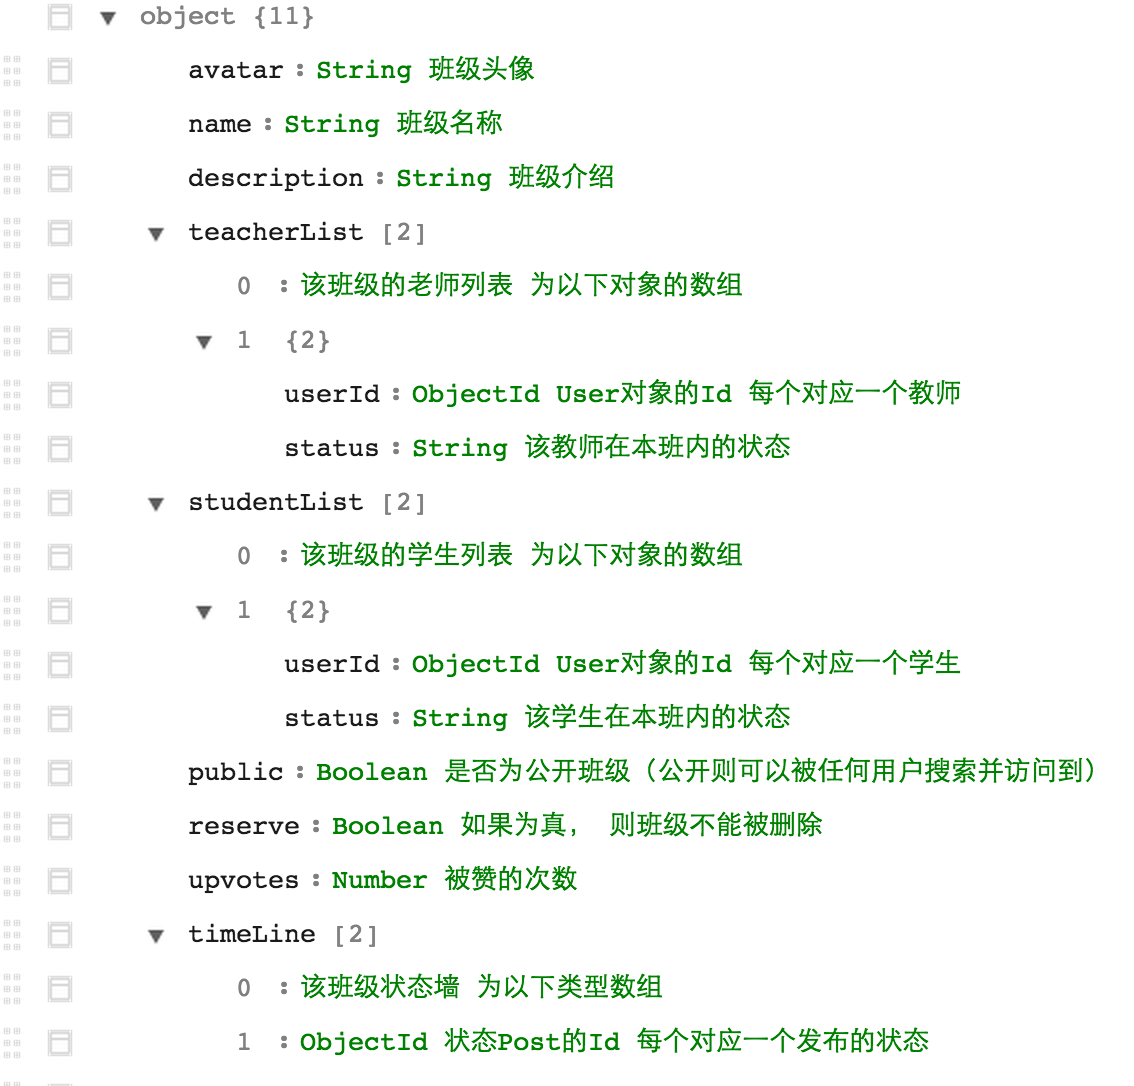 object {11}
avatar : String 班级头像
name : String 班级名称
description : String 班级介绍
teacherList [2]
0 : 该班级的老师列表 为以下对象的数组
1 {2}
userId : ObjectId User对象的Id 每个对应一个教师
status : String 该教师在本班内的状态
studentList [2]
0 : 该班级的学生列表 为以下对象的数组
1 {2}
userId : ObjectId User对象的Id 每个对应一个学生
status : String 该学生在本班内的状态
public : Boolean 是否为公开班级（公开则可以被任何用户搜索并访问到）
reserve : Boolean 如果为真， 则班级不能被删除
upvotes : Number 被赞的次数
timeLine [2]
0 : 该班级状态墙 为以下类型数组
1 : ObjectId 状态Post的Id 每个对应一个发布的状态